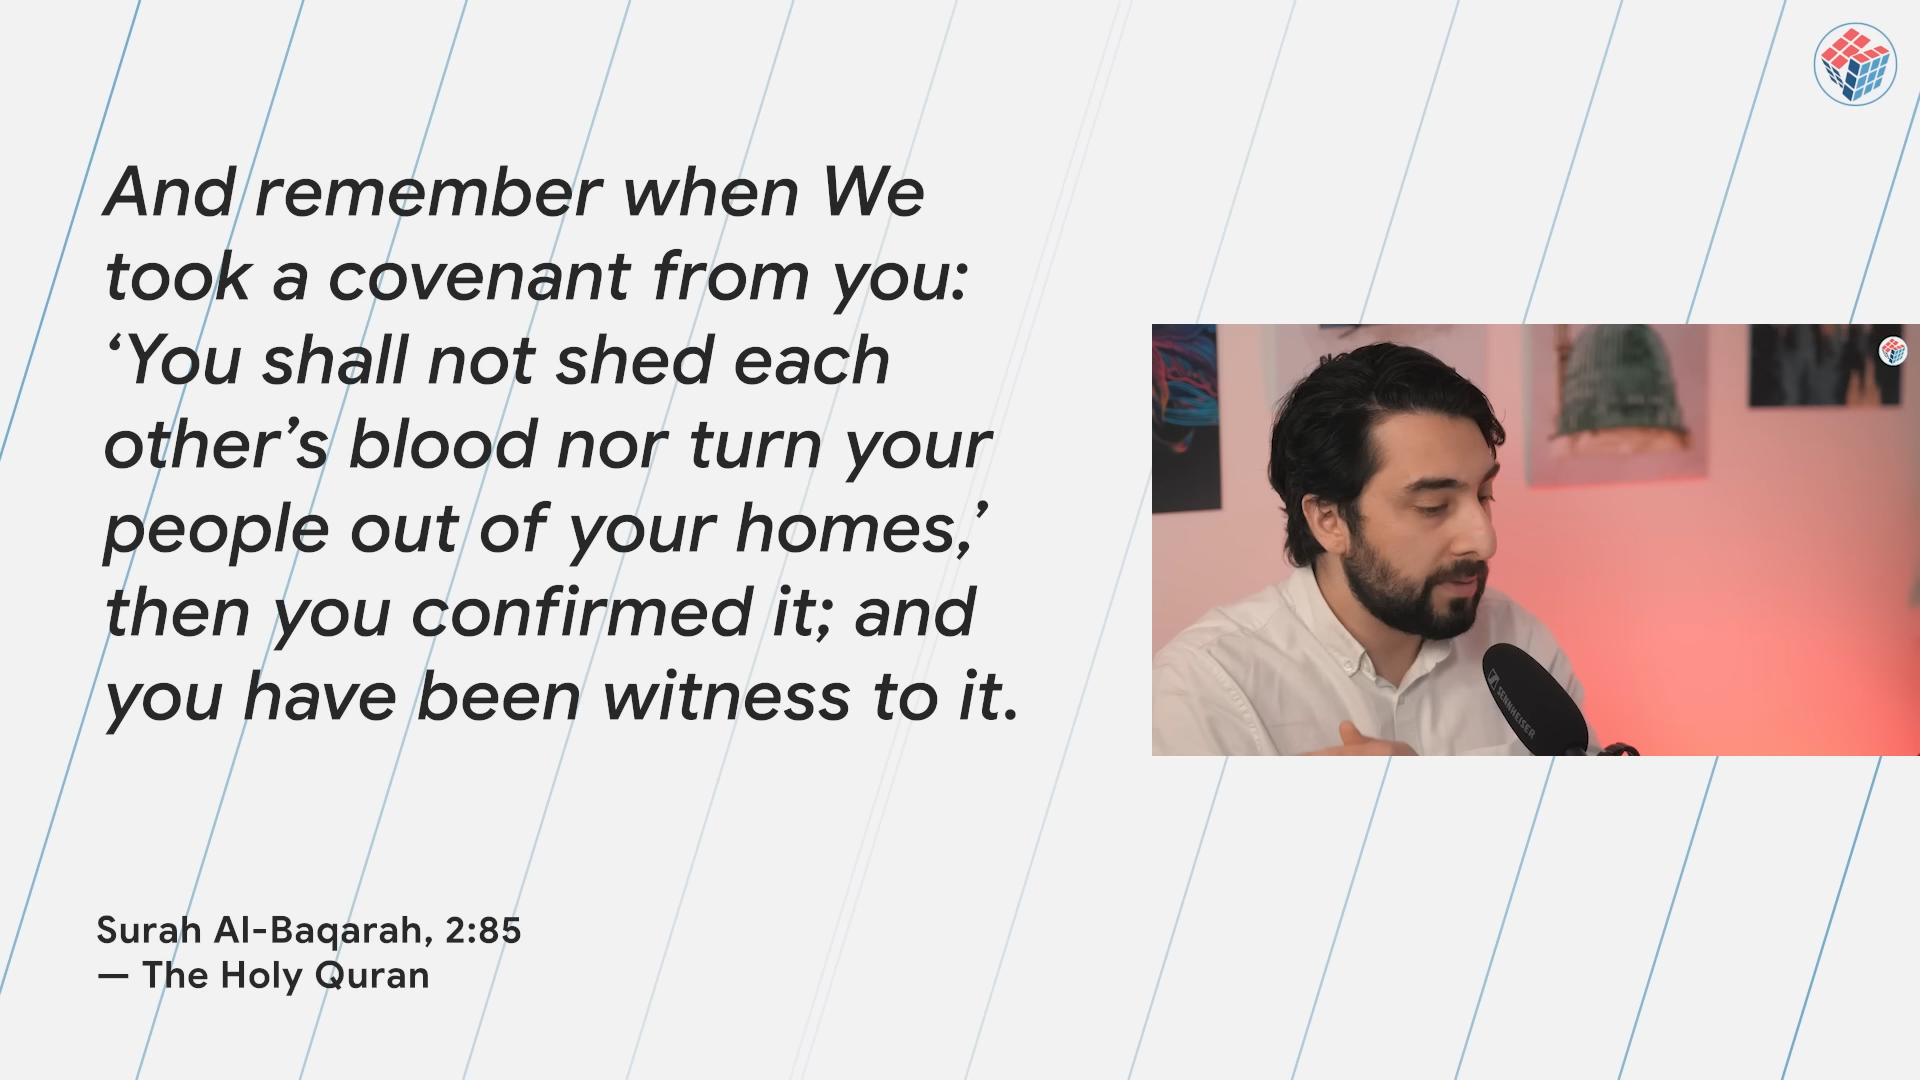 And remember when We
took a covenant from you:
‘You shall not shed each
other’s blood nor turn your
people out of your homes,’
then you confirmed it; and
you have been witness to it.
SENNHEISER
Surah Al-Baqarah, 2:85
— The Holy Quran